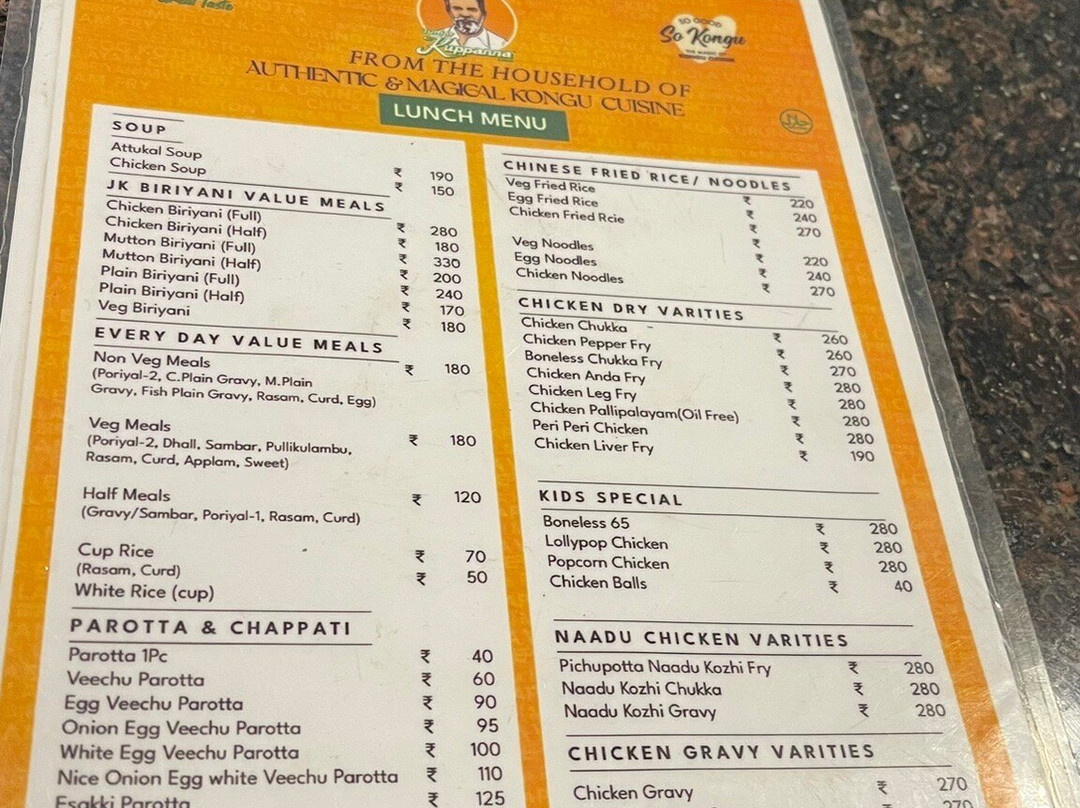 Taste
Kuppanna
SO GOOD
So Kongu
FROM THE HOUSEHOLD OF
AUTHENTIC & MAGICAL KONGU CUISINE
LUNCH MENU
SOUP
Attukal Soup ₹ 190
Chicken Soup ₹ 150
JK BIRIYANI VALUE MEALS
Chicken Biriyani (Full) ₹ 280
Chicken Biriyani (Half) ₹ 180
Mutton Biriyani (Full) ₹ 330
Mutton Biriyani (Half) ₹ 200
Plain Biriyani (Full) ₹ 240
Plain Biriyani (Half) ₹ 170
Veg Biriyani ₹ 180
EVERY DAY VALUE MEALS
Non Veg Meals ₹ 180
(Poriyal-2, C.Plain Gravy, M.Plain
Gravy, Fish Plain Gravy, Rasam, Curd, Egg)
Veg Meals ₹ 180
(Poriyal-2, Dhall, Sambar, Pullikulambu,
Rasam, Curd, Applam, Sweet)
Half Meals ₹ 120
(Gravy/Sambar, Poriyal-1, Rasam, Curd)
Cup Rice ₹ 70
(Rasam, Curd)
White Rice (cup) ₹ 50
PAROTTA & CHAPPATI
Parotta 1Pc ₹ 40
Veechu Parotta ₹ 60
Egg Veechu Parotta ₹ 90
Onion Egg Veechu Parotta ₹ 95
White Egg Veechu Parotta ₹ 100
Nice Onion Egg white Veechu Parotta ₹ 110
Esakki Parotta ₹ 125
CHINESE FRIED RICE/ NOODLES
Veg Fried Rice ₹ 220
Egg Fried Rice ₹ 240
Chicken Fried Rcie ₹ 270
Veg Noodles ₹ 220
Egg Noodles ₹ 240
Chicken Noodles ₹ 270
CHICKEN DRY VARITIES
Chicken Chukka ₹ 260
Chicken Pepper Fry ₹ 260
Boneless Chukka Fry ₹ 270
Chicken Anda Fry ₹ 280
Chicken Leg Fry ₹ 280
Chicken Pallipalayam(Oil Free) ₹ 280
Peri Peri Chicken ₹ 280
Chicken Liver Fry ₹ 190
KIDS SPECIAL
Boneless 65 ₹ 280
Lollypop Chicken ₹ 280
Popcorn Chicken ₹ 280
Chicken Balls ₹ 40
NAADU CHICKEN VARITIES
Pichupotta Naadu Kozhi Fry ₹ 280
Naadu Kozhi Chukka ₹ 280
Naadu Kozhi Gravy ₹ 280
CHICKEN GRAVY VARITIES
Chicken Gravy ₹ 270
270